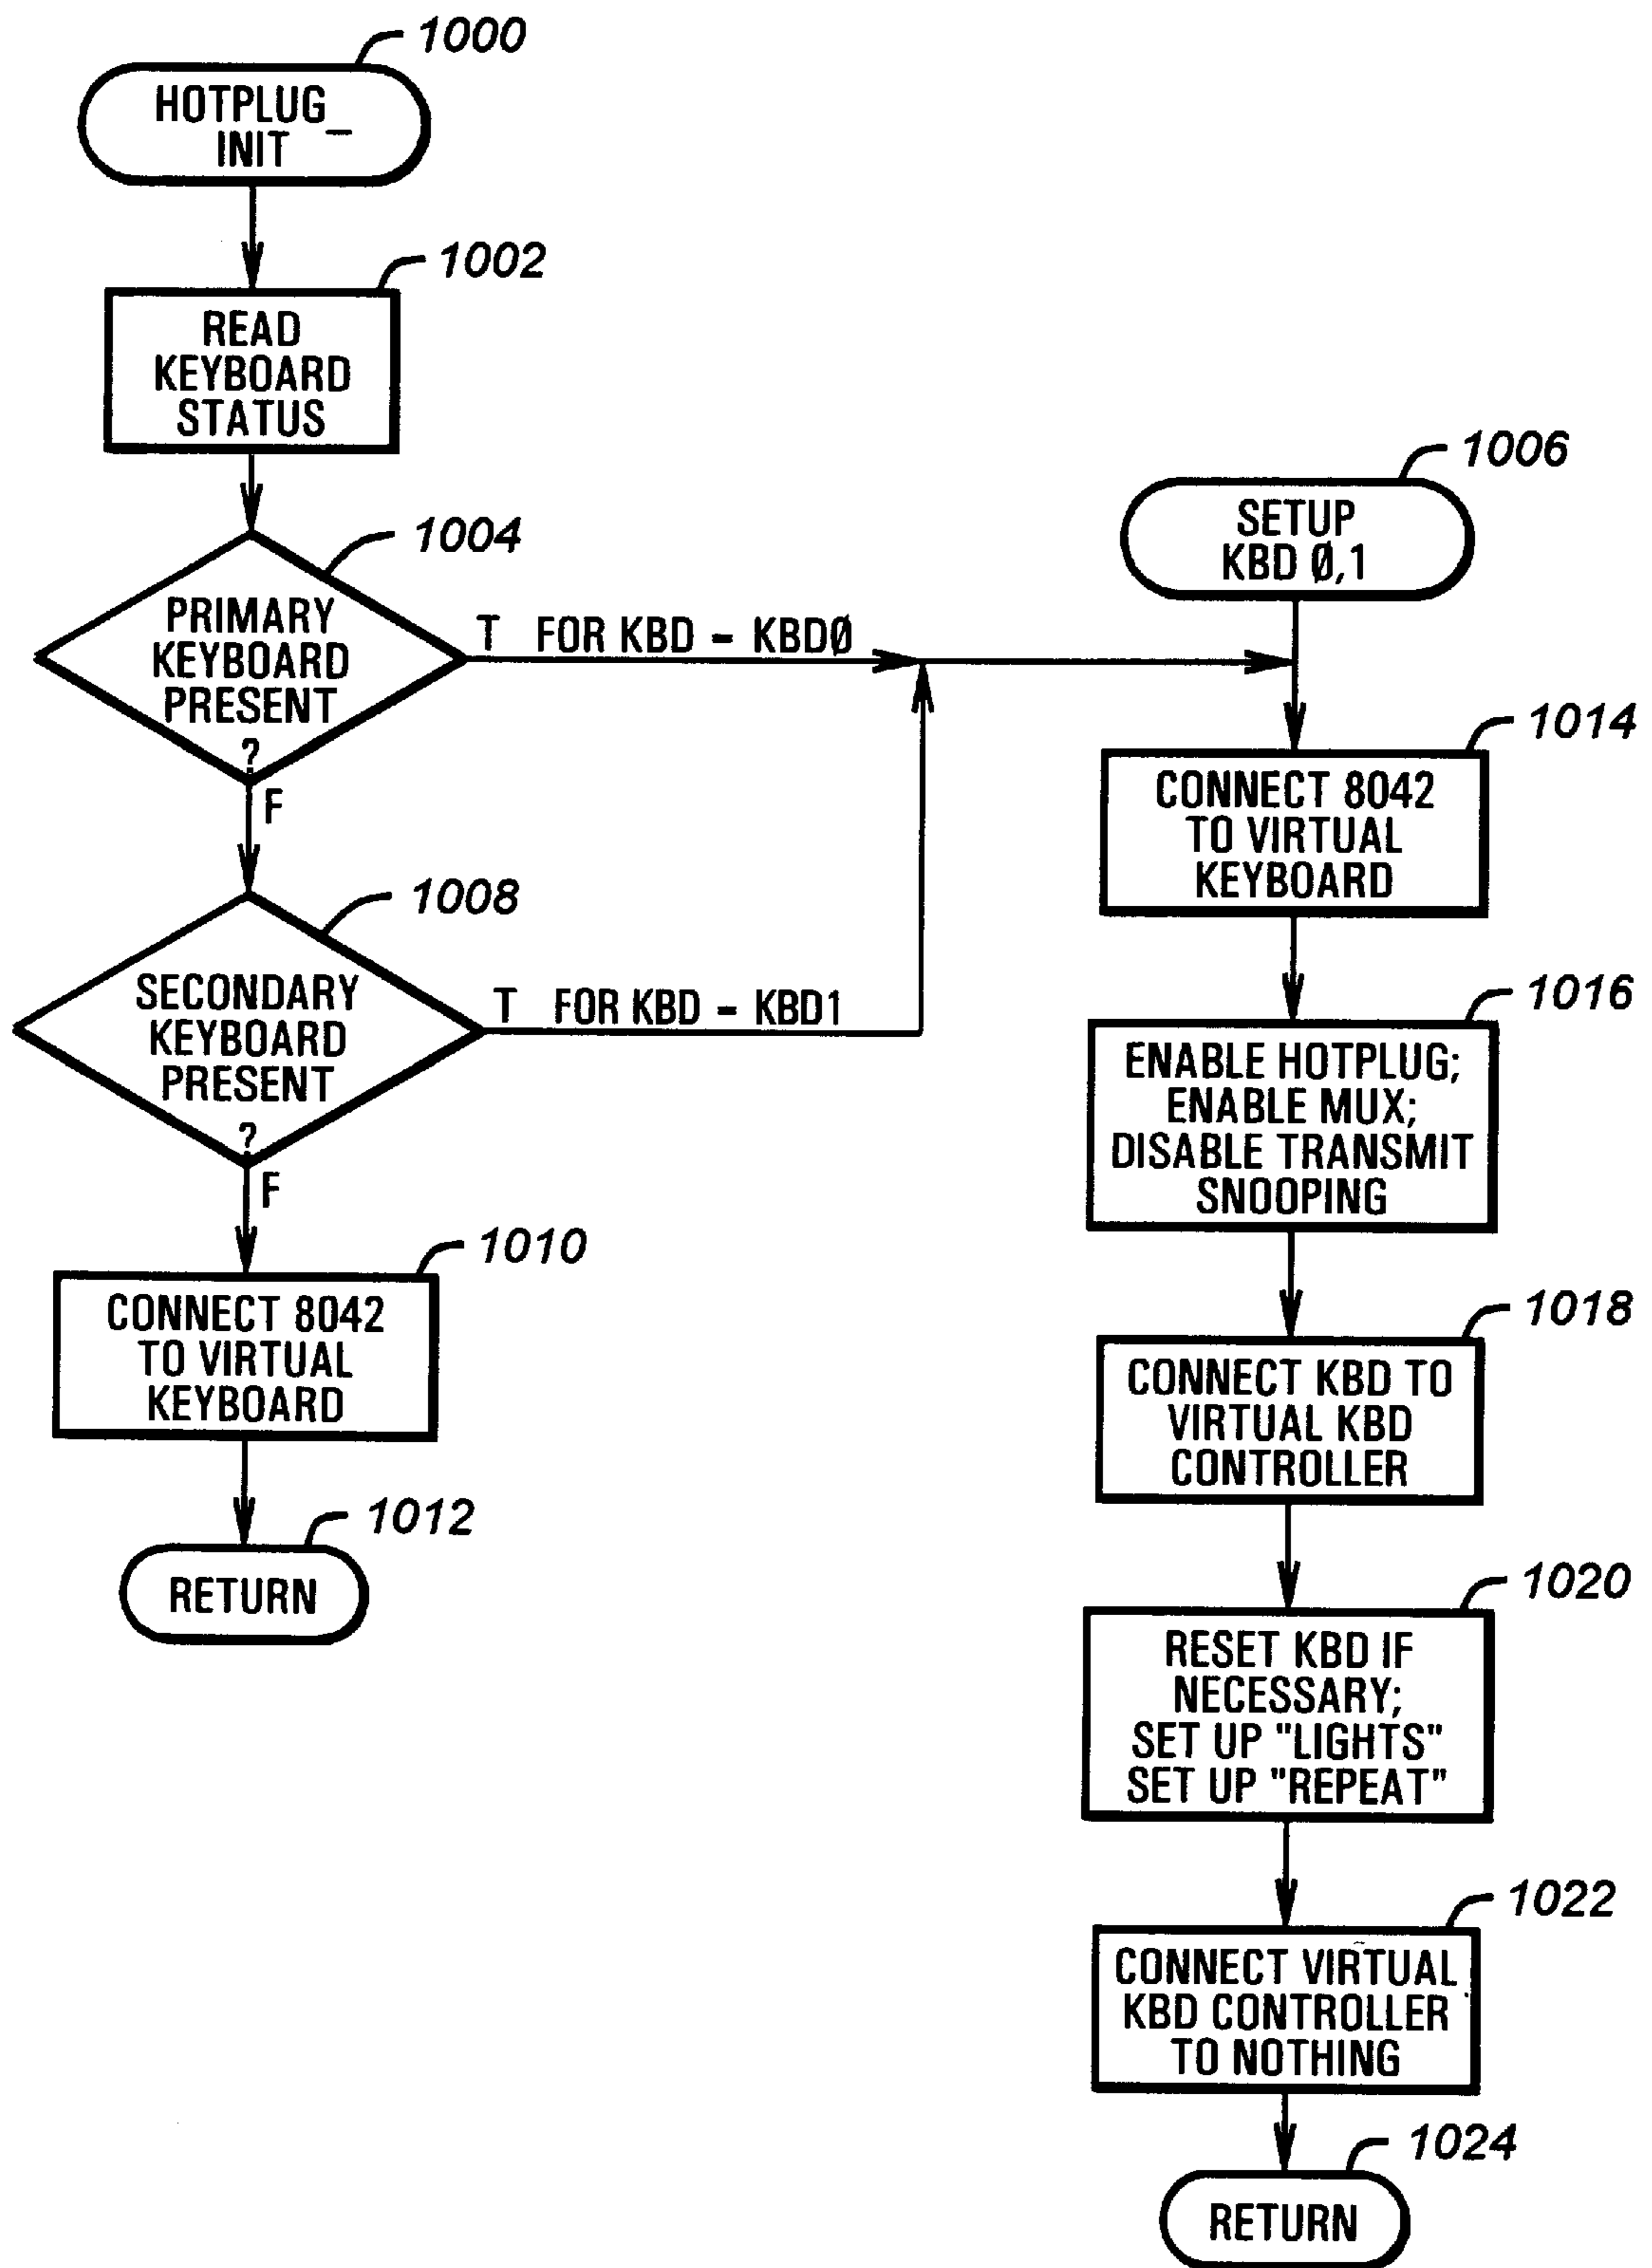 1000
HOTPLUG_
INIT
1002
READ
KEYBOARD
STATUS
1004
PRIMARY
KEYBOARD
PRESENT
?
T FOR KBD = KBDØ
F
1008
SECONDARY
KEYBOARD
PRESENT
?
T FOR KBD = KBD1
F
1010
CONNECT 8042
TO VIRTUAL
KEYBOARD
1012
RETURN
1006
SETUP
KBD Ø,1
1014
CONNECT 8042
TO VIRTUAL
KEYBOARD
1016
ENABLE HOTPLUG;
ENABLE MUX;
DISABLE TRANSMIT
SNOOPING
1018
CONNECT KBD TO
VIRTUAL KBD
CONTROLLER
1020
RESET KBD IF
NECESSARY;
SET UP "LIGHTS"
SET UP "REPEAT"
1022
CONNECT VIRTUAL
KBD CONTROLLER
TO NOTHING
1024
RETURN